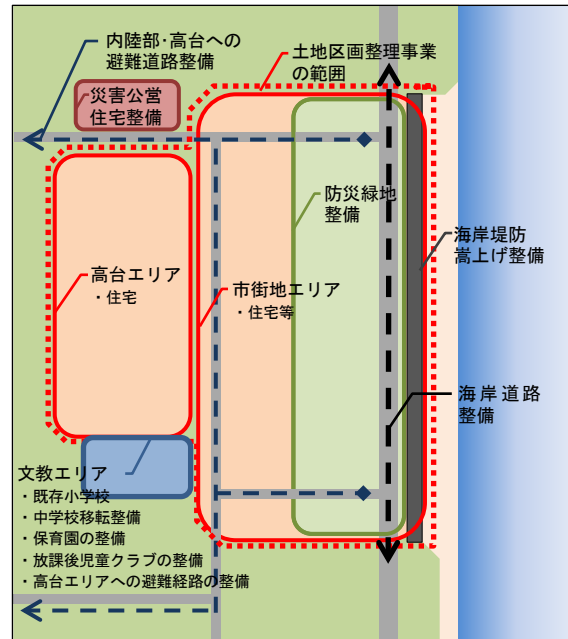 内陸部・高台への
避難道路整備
土地区画整理事業
の範囲
災害公営
住宅整備
防災緑地
整備
海岸堤防
嵩上げ整備
高台エリア
・住宅
市街地エリア
・住宅等
海岸道路
整備
文教エリア
・既存小学校
・中学校移転整備
・保育園の整備
・放課後児童クラブの整備
・高台エリアへの避難経路の整備